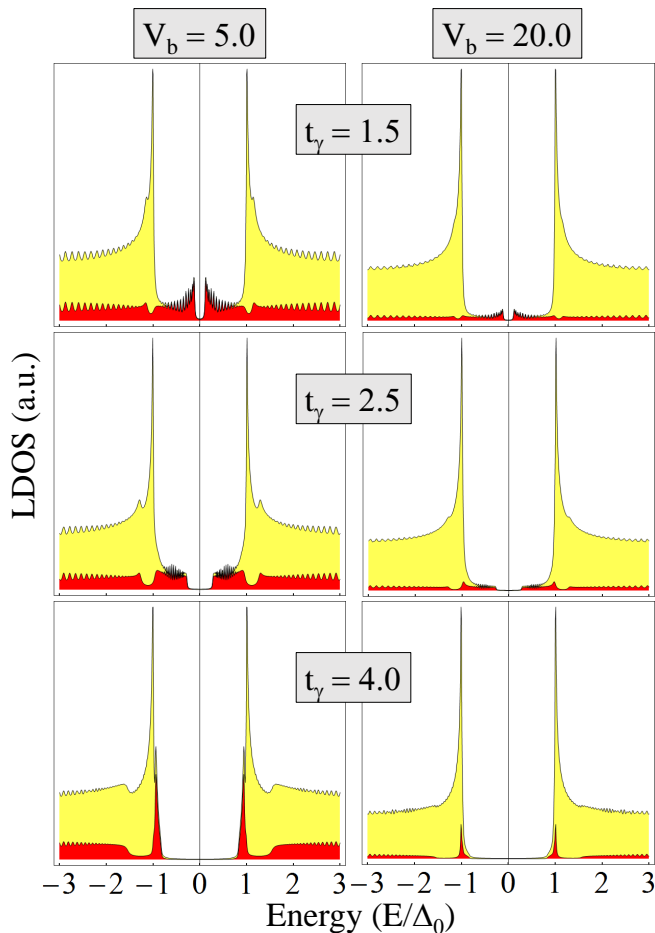 V_b = 5.0
V_b = 20.0
t_γ = 1.5
t_γ = 2.5
t_γ = 4.0
LDOS (a.u.)
−3 −2 −1 0 1 2 3
−3 −2 −1 0 1 2 3
Energy (E/Δ_0)